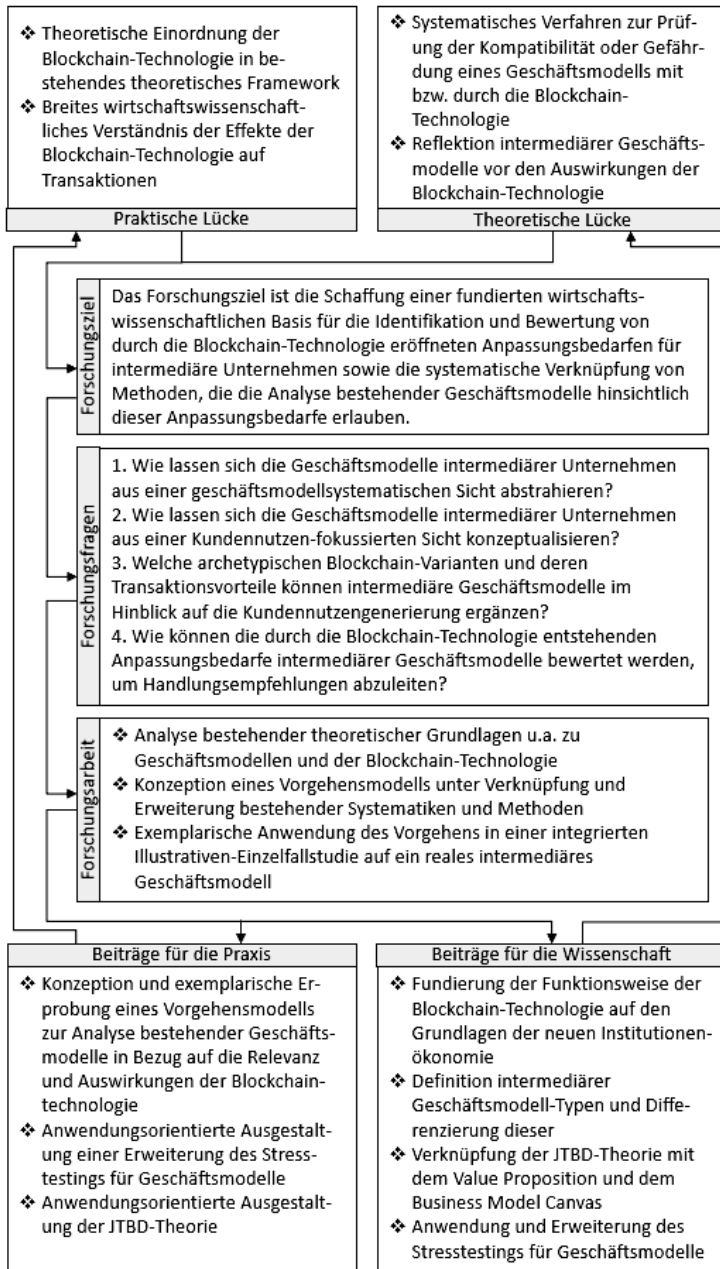 ❖ Theoretische Einordnung der
Blockchain-Technologie in be-
stehendes theoretisches Framework
❖ Breites wirtschaftswissenschaft-
liches Verständnis der Effekte der
Blockchain-Technologie auf
Transaktionen
Praktische Lücke
❖ Systematisches Verfahren zur Prü-
fung der Kompatibilität oder Gefähr-
dung eines Geschäftsmodells mit
bzw. durch die Blockchain-
Technologie
❖ Reflektion intermediärer Geschäfts-
modelle vor den Auswirkungen der
Blockchain-Technologie
Theoretische Lücke
Forschungsziel
Das Forschungsziel ist die Schaffung einer fundierten wirtschafts-
wissenschaftlichen Basis für die Identifikation und Bewertung von
durch die Blockchain-Technologie eröffneten Anpassungsbedarfen für
intermediäre Unternehmen sowie die systematische Verknüpfung von
Methoden, die die Analyse bestehender Geschäftsmodelle hinsichtlich
dieser Anpassungsbedarfe erlauben.
Forschungsfragen
1. Wie lassen sich die Geschäftsmodelle intermediärer Unternehmen
aus einer geschäftsmodellsystematischen Sicht abstrahieren?
2. Wie lassen sich die Geschäftsmodelle intermediärer Unternehmen
aus einer Kundennutzen-fokussierten Sicht konzeptualisieren?
3. Welche archetypischen Blockchain-Varianten und deren
Transaktionsvorteile können intermediäre Geschäftsmodelle im
Hinblick auf die Kundennutzengenerierung ergänzen?
4. Wie können die durch die Blockchain-Technologie entstehenden
Anpassungsbedarfe intermediärer Geschäftsmodelle bewertet werden,
um Handlungsempfehlungen abzuleiten?
Forschungsarbeit
❖ Analyse bestehender theoretischer Grundlagen u.a. zu
Geschäftsmodellen und der Blockchain-Technologie
❖ Konzeption eines Vorgehensmodells unter Verknüpfung und
Erweiterung bestehender Systematiken und Methoden
❖ Exemplarische Anwendung des Vorgehens in einer integrierten
Illustrativen-Einzelfallstudie auf ein reales intermediäres
Geschäftsmodell
Beiträge für die Praxis
❖ Konzeption und exemplarische Er-
probung eines Vorgehensmodells
zur Analyse bestehender Geschäfts-
modelle in Bezug auf die Relevanz
und Auswirkungen der Blockchain-
technologie
❖ Anwendungsorientierte Ausgestalt-
ung einer Erweiterung des Stress-
testings für Geschäftsmodelle
❖ Anwendungsorientierte Ausgestalt-
ung der JTBD-Theorie
Beiträge für die Wissenschaft
❖ Fundierung der Funktionsweise der
Blockchain-Technologie auf den
Grundlagen der neuen Institutionen-
ökonomie
❖ Definition intermediärer
Geschäftsmodell-Typen und Diffe-
renzierung dieser
❖ Verknüpfung der JTBD-Theorie mit
dem Value Proposition und dem
Business Model Canvas
❖ Anwendung und Erweiterung des
Stresstestings für Geschäftsmodelle